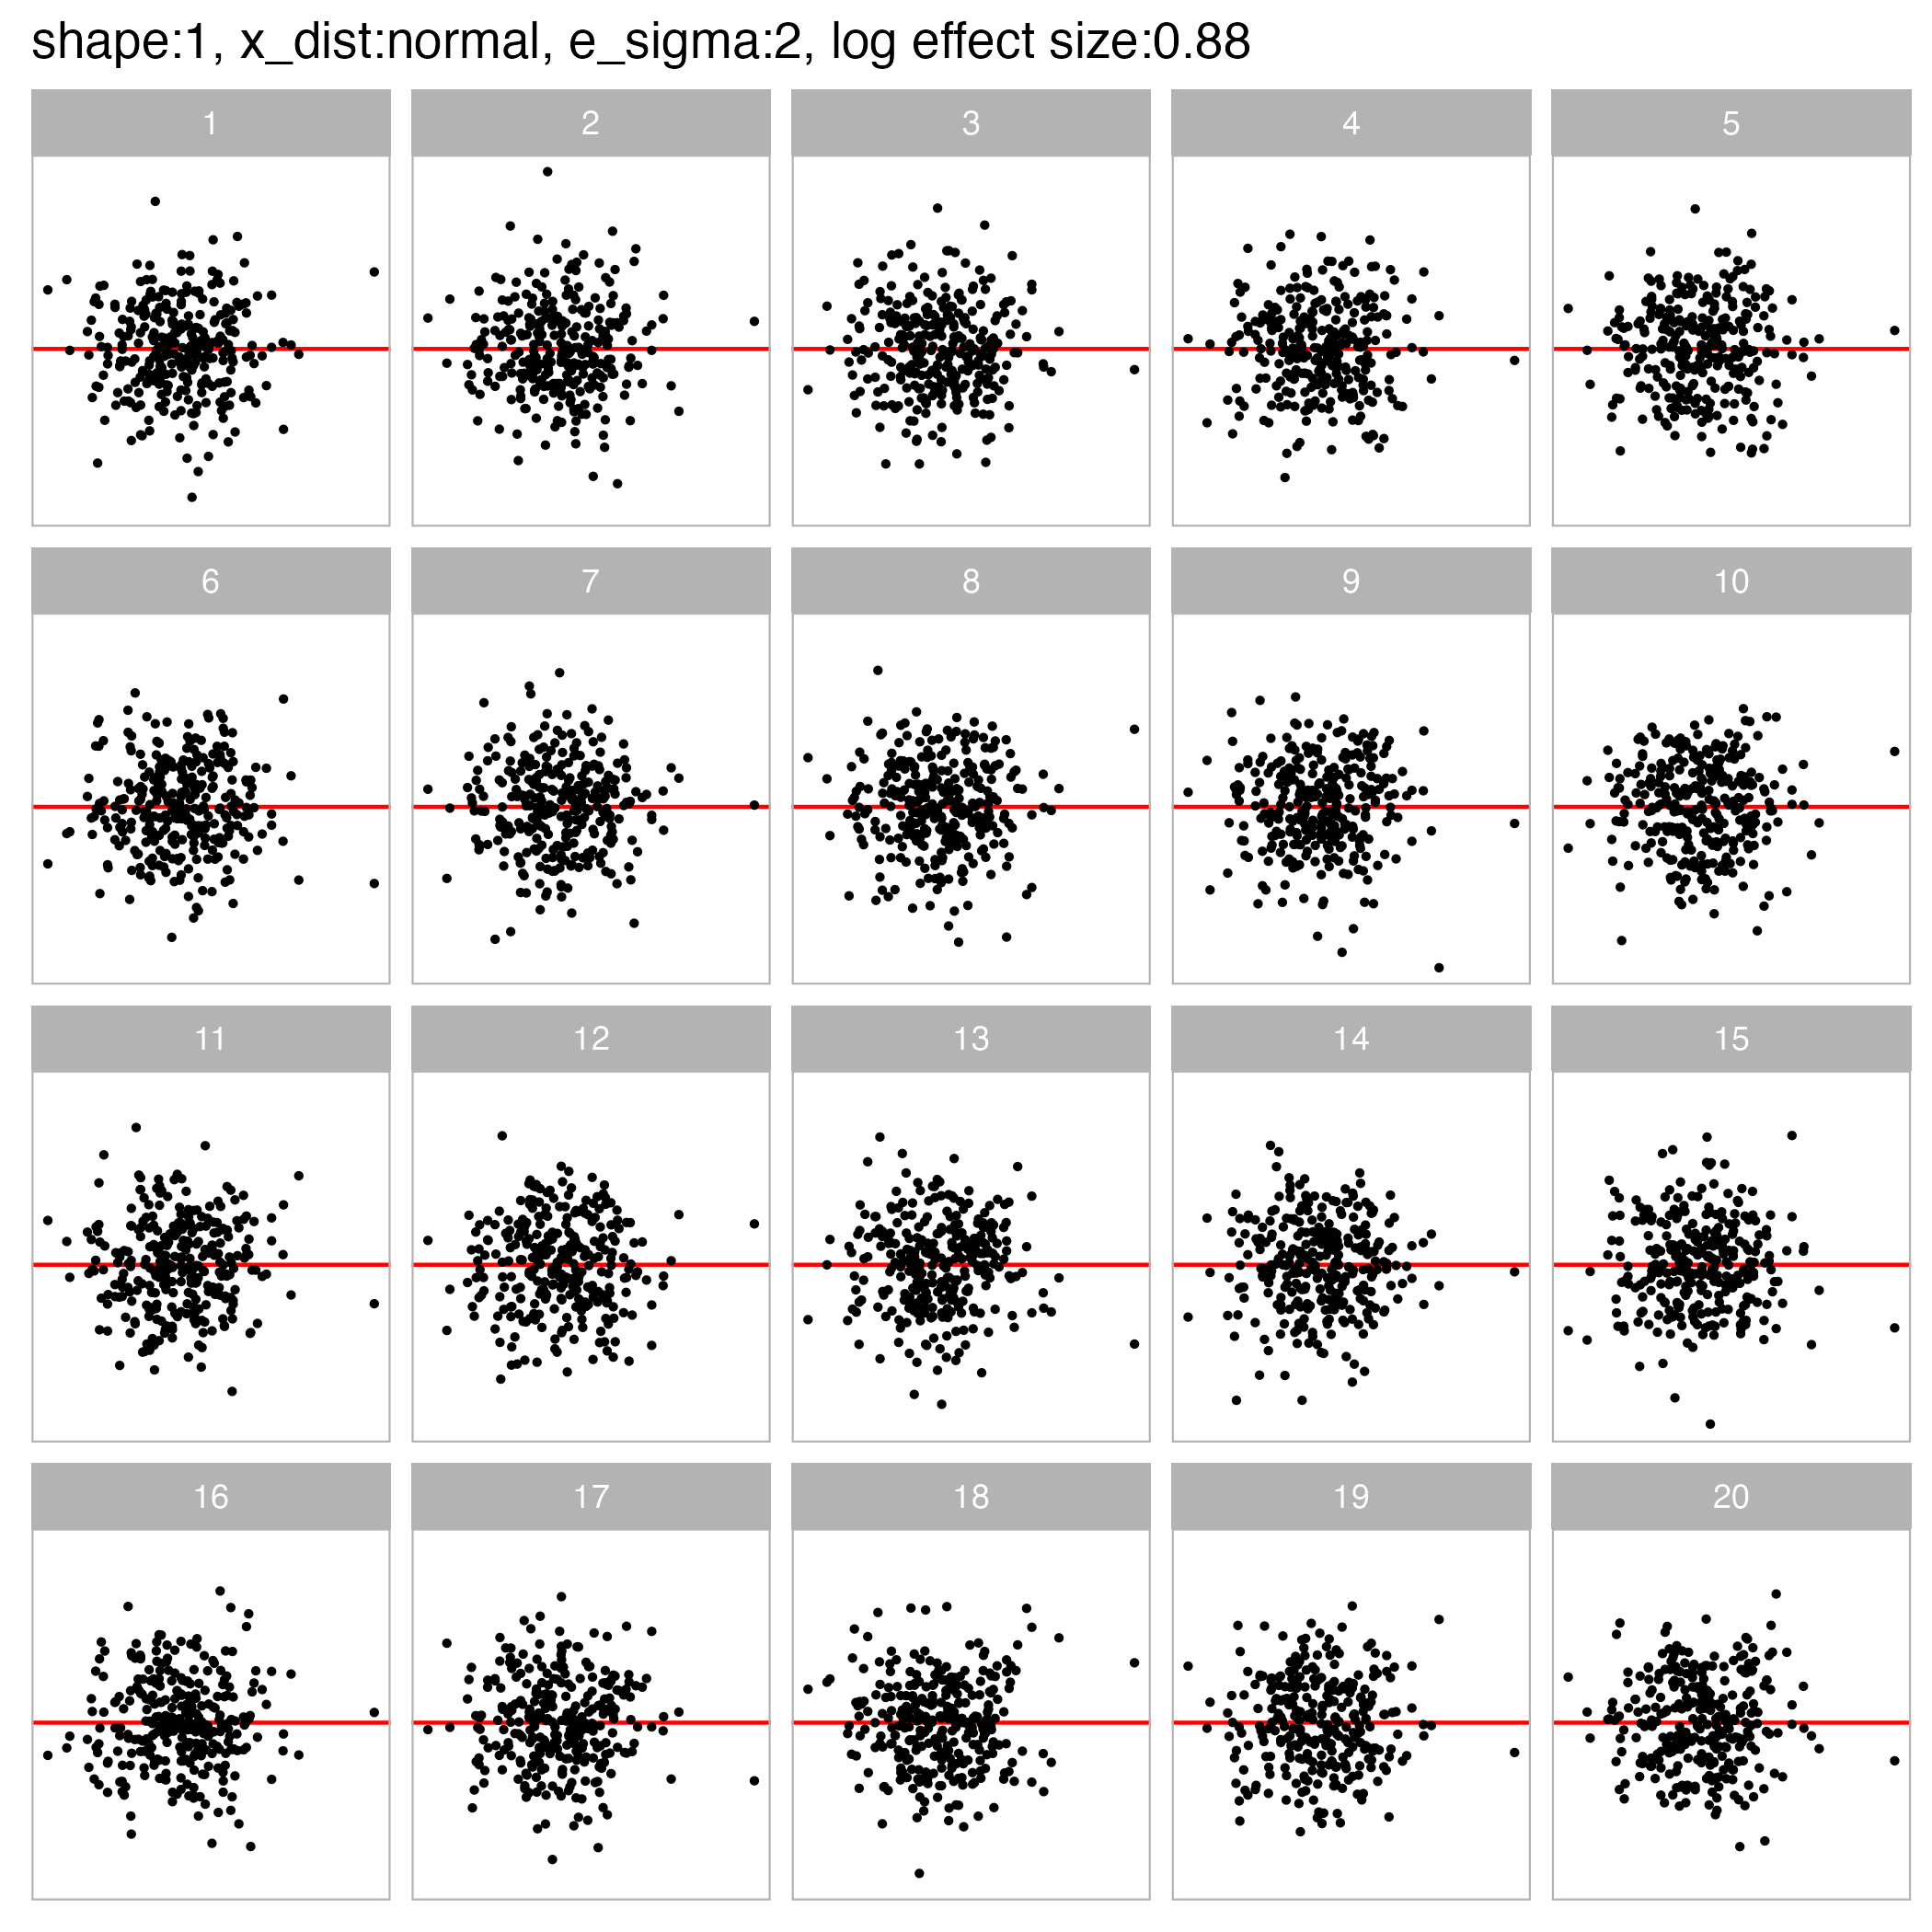 shape:1, x_dist:normal, e_sigma:2, log effect size:0.88
1 2 3 4 5
6 7 8 9 10
11 12 13 14 15
16 17 18 19 20